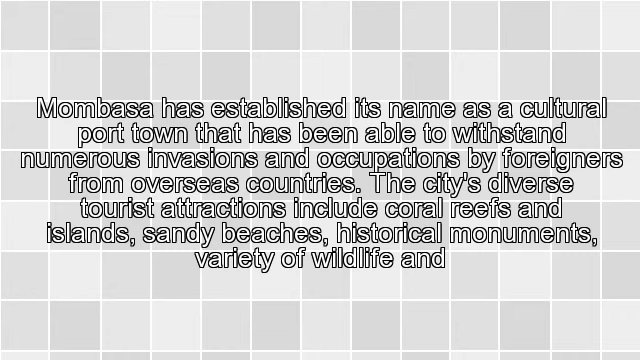 Mombasa has established its name as a cultural
port town that has been able to withstand
numerous invasions and occupations by foreigners
from overseas countries. The city's diverse
tourist attractions include coral reefs and
islands, sandy beaches, historical monuments,
variety of wildlife and